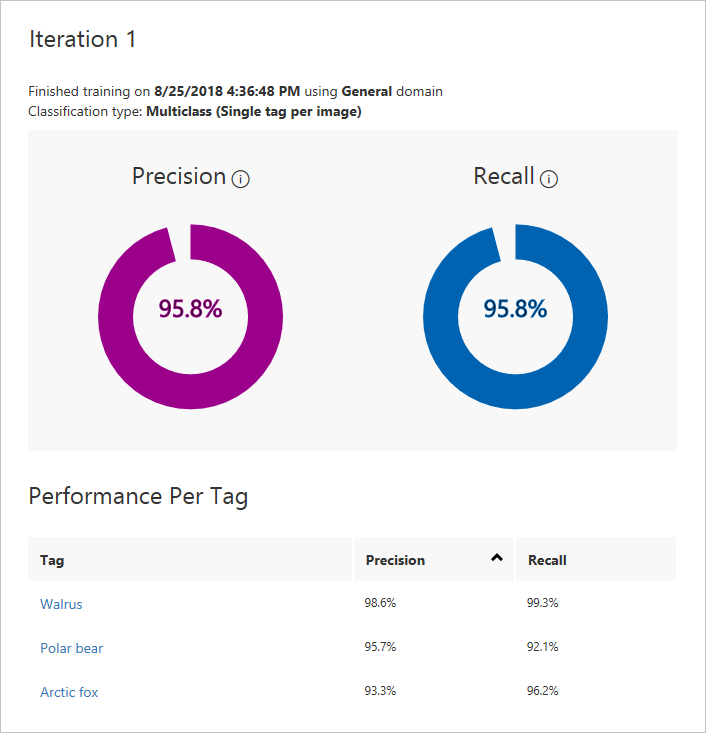 Iteration 1
Finished training on 8/25/2018 4:36:48 PM using General domain
Classification type: Multiclass (Single tag per image)
Precision
Recall
95.8%
95.8%
Performance Per Tag
Tag Precision Recall
Walrus 98.6% 99.3%
Polar bear 95.7% 92.1%
Arctic fox 93.3% 96.2%